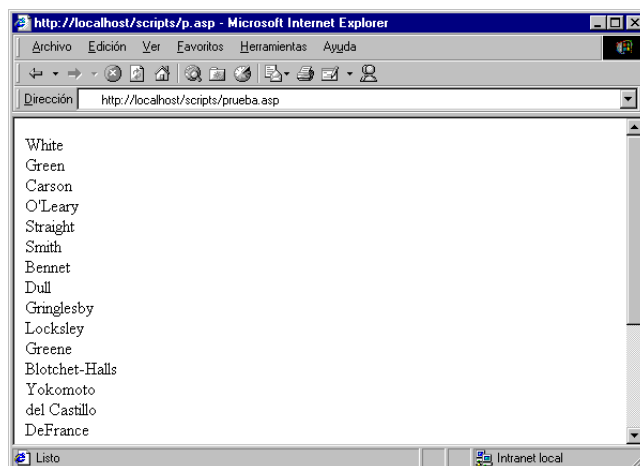 http://localhost/scripts/p.asp - Microsoft Internet Explorer
Archivo Edición Ver Favoritos Herramientas Ayuda
Dirección http://localhost/scripts/prueba.asp
White
Green
Carson
O'Leary
Straight
Smith
Bennet
Dull
Gringlesby
Locksley
Greene
Blotchet-Halls
Yokomoto
del Castillo
DeFrance
Listo Intranet local